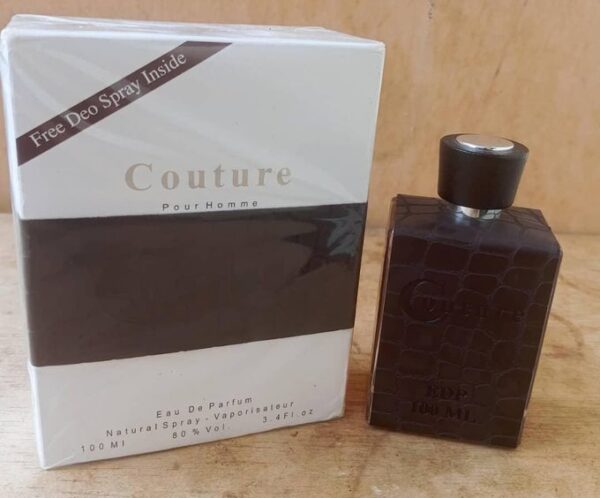 Free Deo Spray Inside
Couture
Pour Homme
Eau De Parfum
Natural Spray - Vaporisateur
100 Ml 80 % Vol. 3.4Fl.oz
Couture
EDP
100 ML